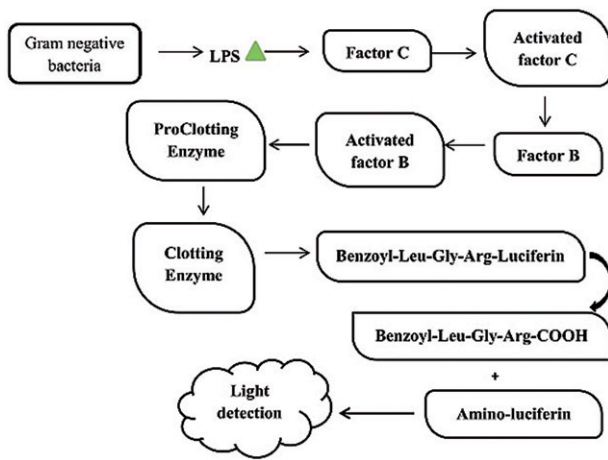 Gram negative
bacteria
LPS
Factor C
Activated
factor C
Factor B
Activated
factor B
ProClotting
Enzyme
Clotting
Enzyme
Benzoyl-Leu-Gly-Arg-Luciferin
Benzoyl-Leu-Gly-Arg-COOH
+
Amino-luciferin
Light
detection